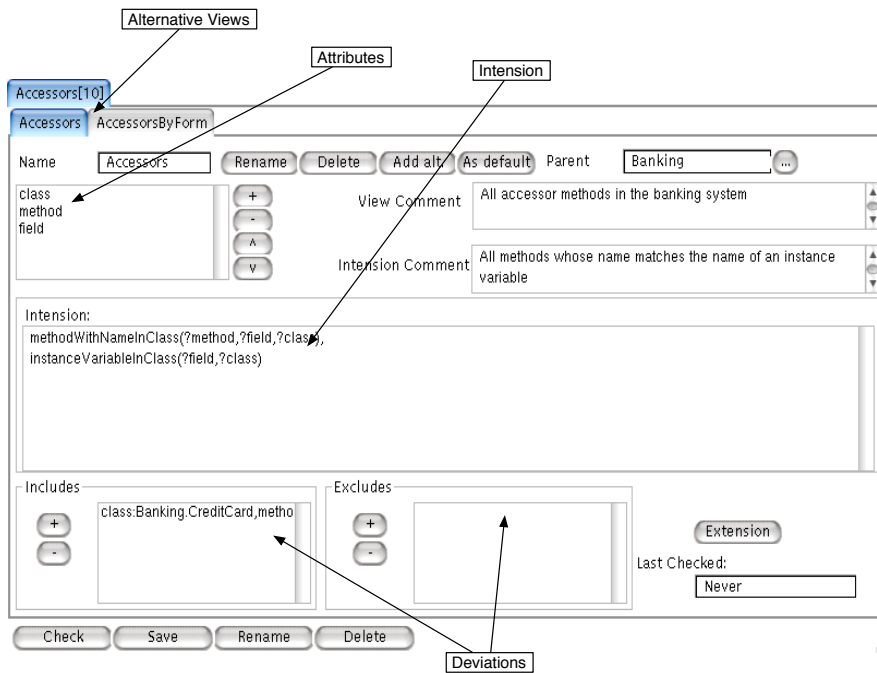 Alternative Views
Attributes
Intension
Accessors[10]
Accessors AccessorsByForm
Name Accessors Rename Delete Add alt. As default Parent Banking ...
class
method
field
+
-
^
v
View Comment All accessor methods in the banking system
Intension Comment All methods whose name matches the name of an instance
variable
Intension:
methodWithNameInClass(?method,?field,?class),
instanceVariableInClass(?field,?class)
Includes
+
-
class:Banking.CreditCard,metho
Excludes
+
-
Extension
Last Checked:
Never
Check Save Rename Delete
Deviations